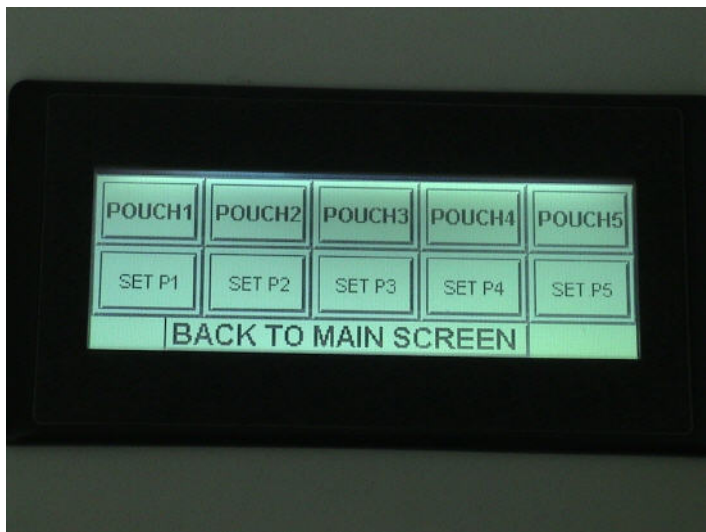 POUCH1 POUCH2 POUCH3 POUCH4 POUCH5
SET P1 SET P2 SET P3 SET P4 SET P5
BACK TO MAIN SCREEN